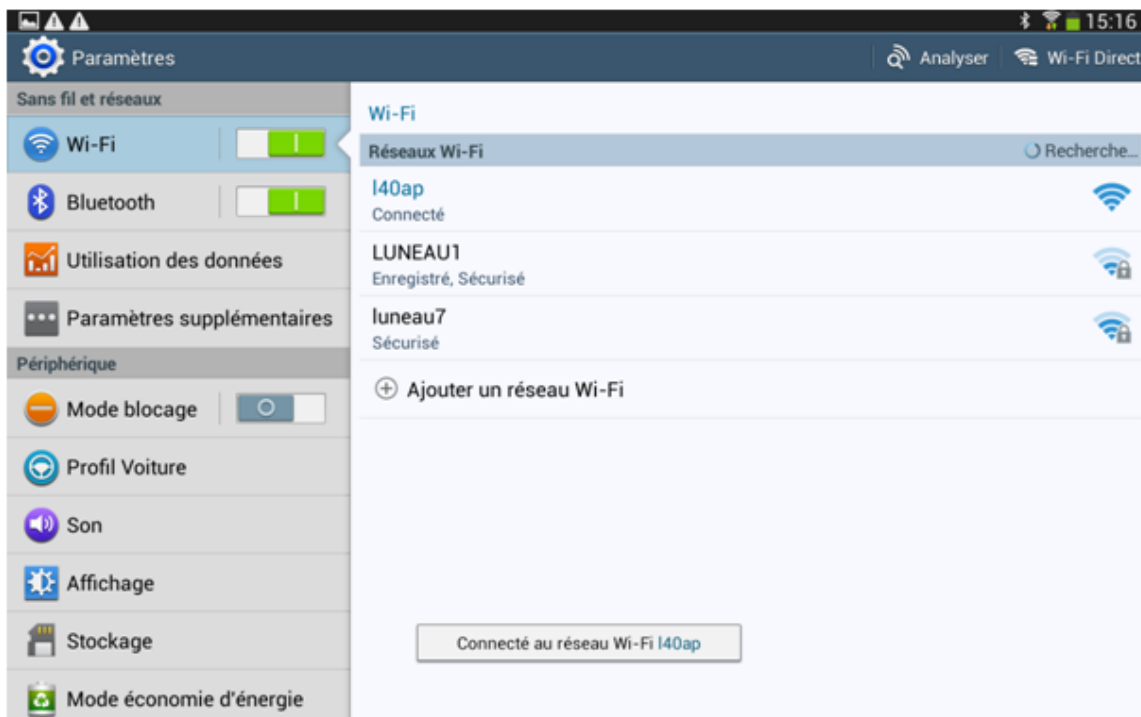 15:16
Paramètres
Analyser
Wi-Fi Direct
Sans fil et réseaux
Wi-Fi
Bluetooth
Utilisation des données
Paramètres supplémentaires
Périphérique
Mode blocage
Profil Voiture
Son
Affichage
Stockage
Mode économie d'énergie
Wi-Fi
Réseaux Wi-Fi
Recherche...
l40ap
Connecté
LUNEAU1
Enregistré, Sécurisé
luneau7
Sécurisé
Ajouter un réseau Wi-Fi
Connecté au réseau Wi-Fi l40ap